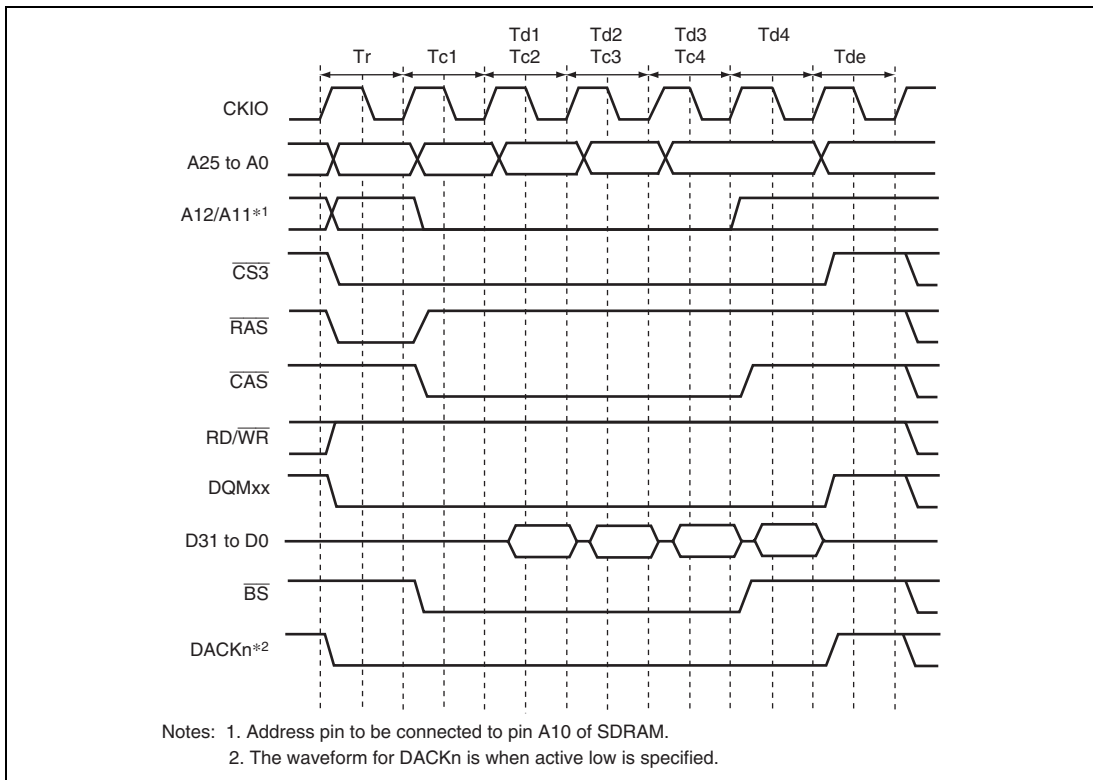 Td1 Td2 Td3 Td4
Tr Tc1 Tc2 Tc3 Tc4 Tde
CKIO
A25 to A0
A12/A11*1
CS3
RAS
CAS
RD/WR
DQMxx
D31 to D0
BS
DACKn*2
Notes: 1. Address pin to be connected to pin A10 of SDRAM.
2. The waveform for DACKn is when active low is specified.